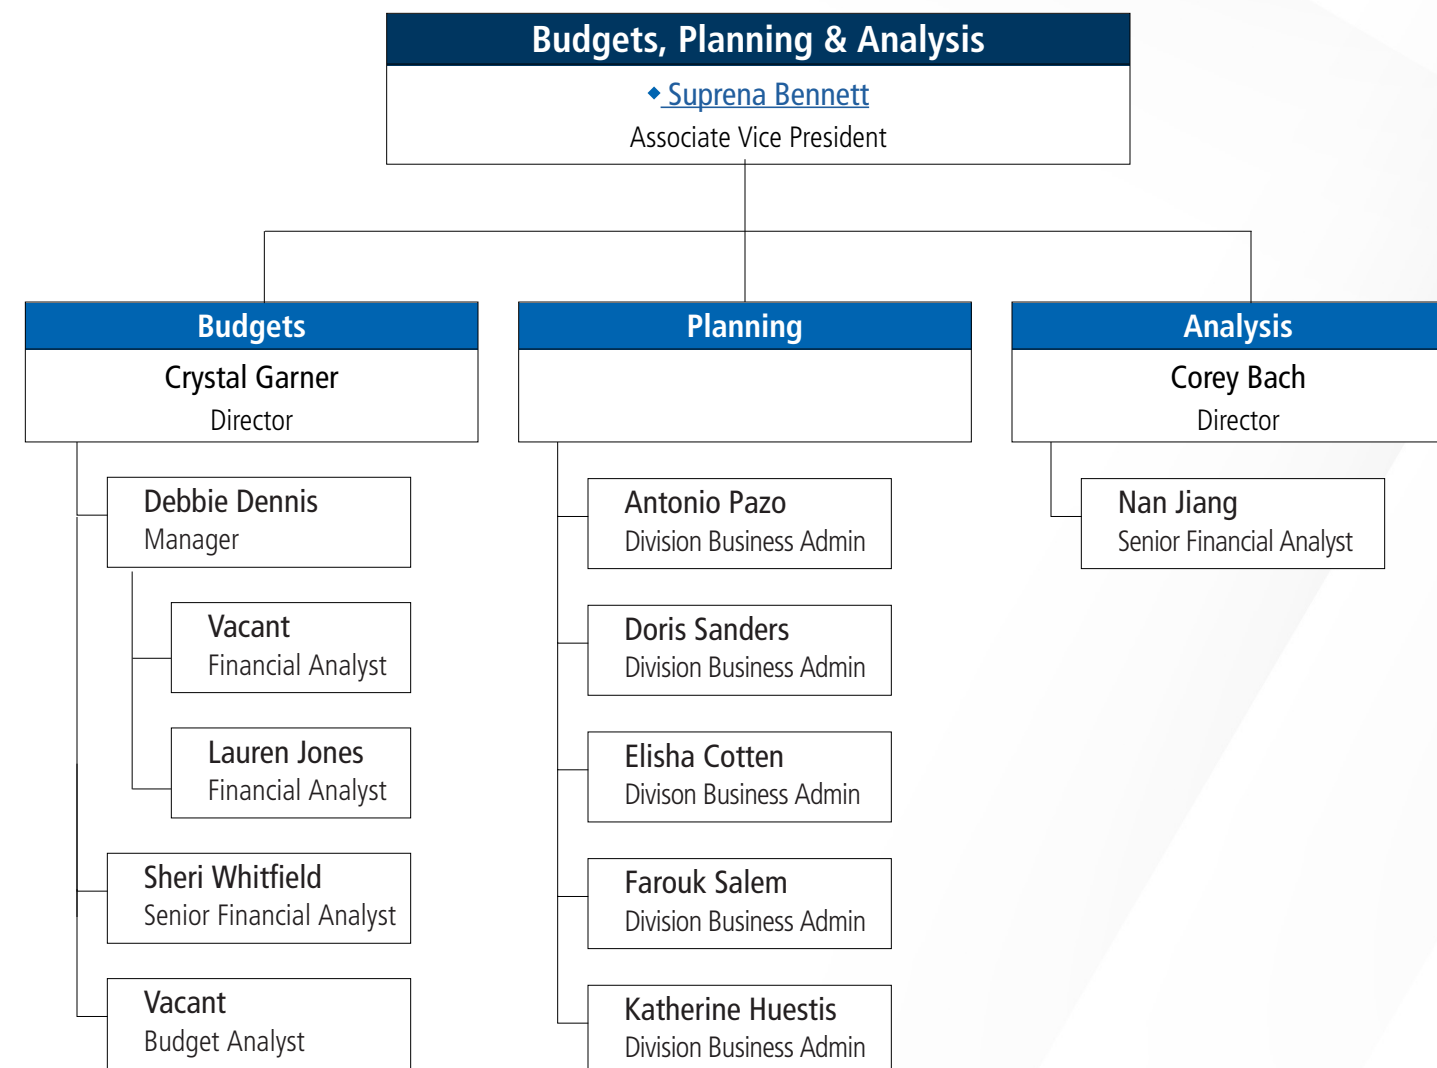 Budgets, Planning & Analysis
Suprena Bennett
Associate Vice President
Budgets
Crystal Garner
Director
Debbie Dennis
Manager
Vacant
Financial Analyst
Lauren Jones
Financial Analyst
Sheri Whitfield
Senior Financial Analyst
Vacant
Budget Analyst
Planning
Antonio Pazo
Division Business Admin
Doris Sanders
Division Business Admin
Elisha Cotten
Divison Business Admin
Farouk Salem
Division Business Admin
Katherine Huestis
Division Business Admin
Analysis
Corey Bach
Director
Nan Jiang
Senior Financial Analyst